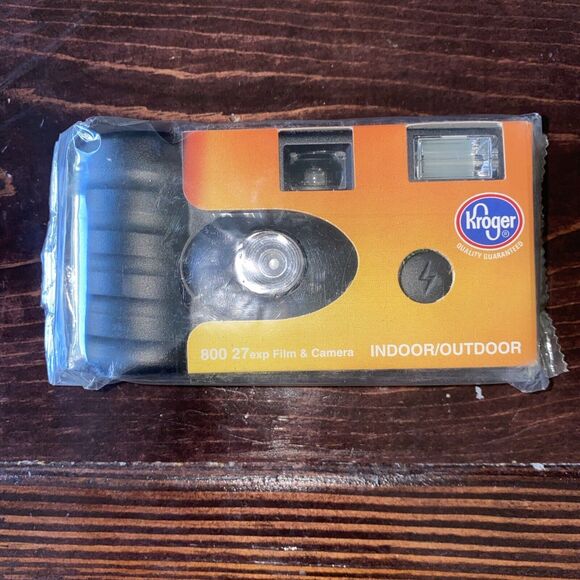 Kroger®
QUALITY GUARANTEED
800 27exp Film & Camera
INDOOR/OUTDOOR